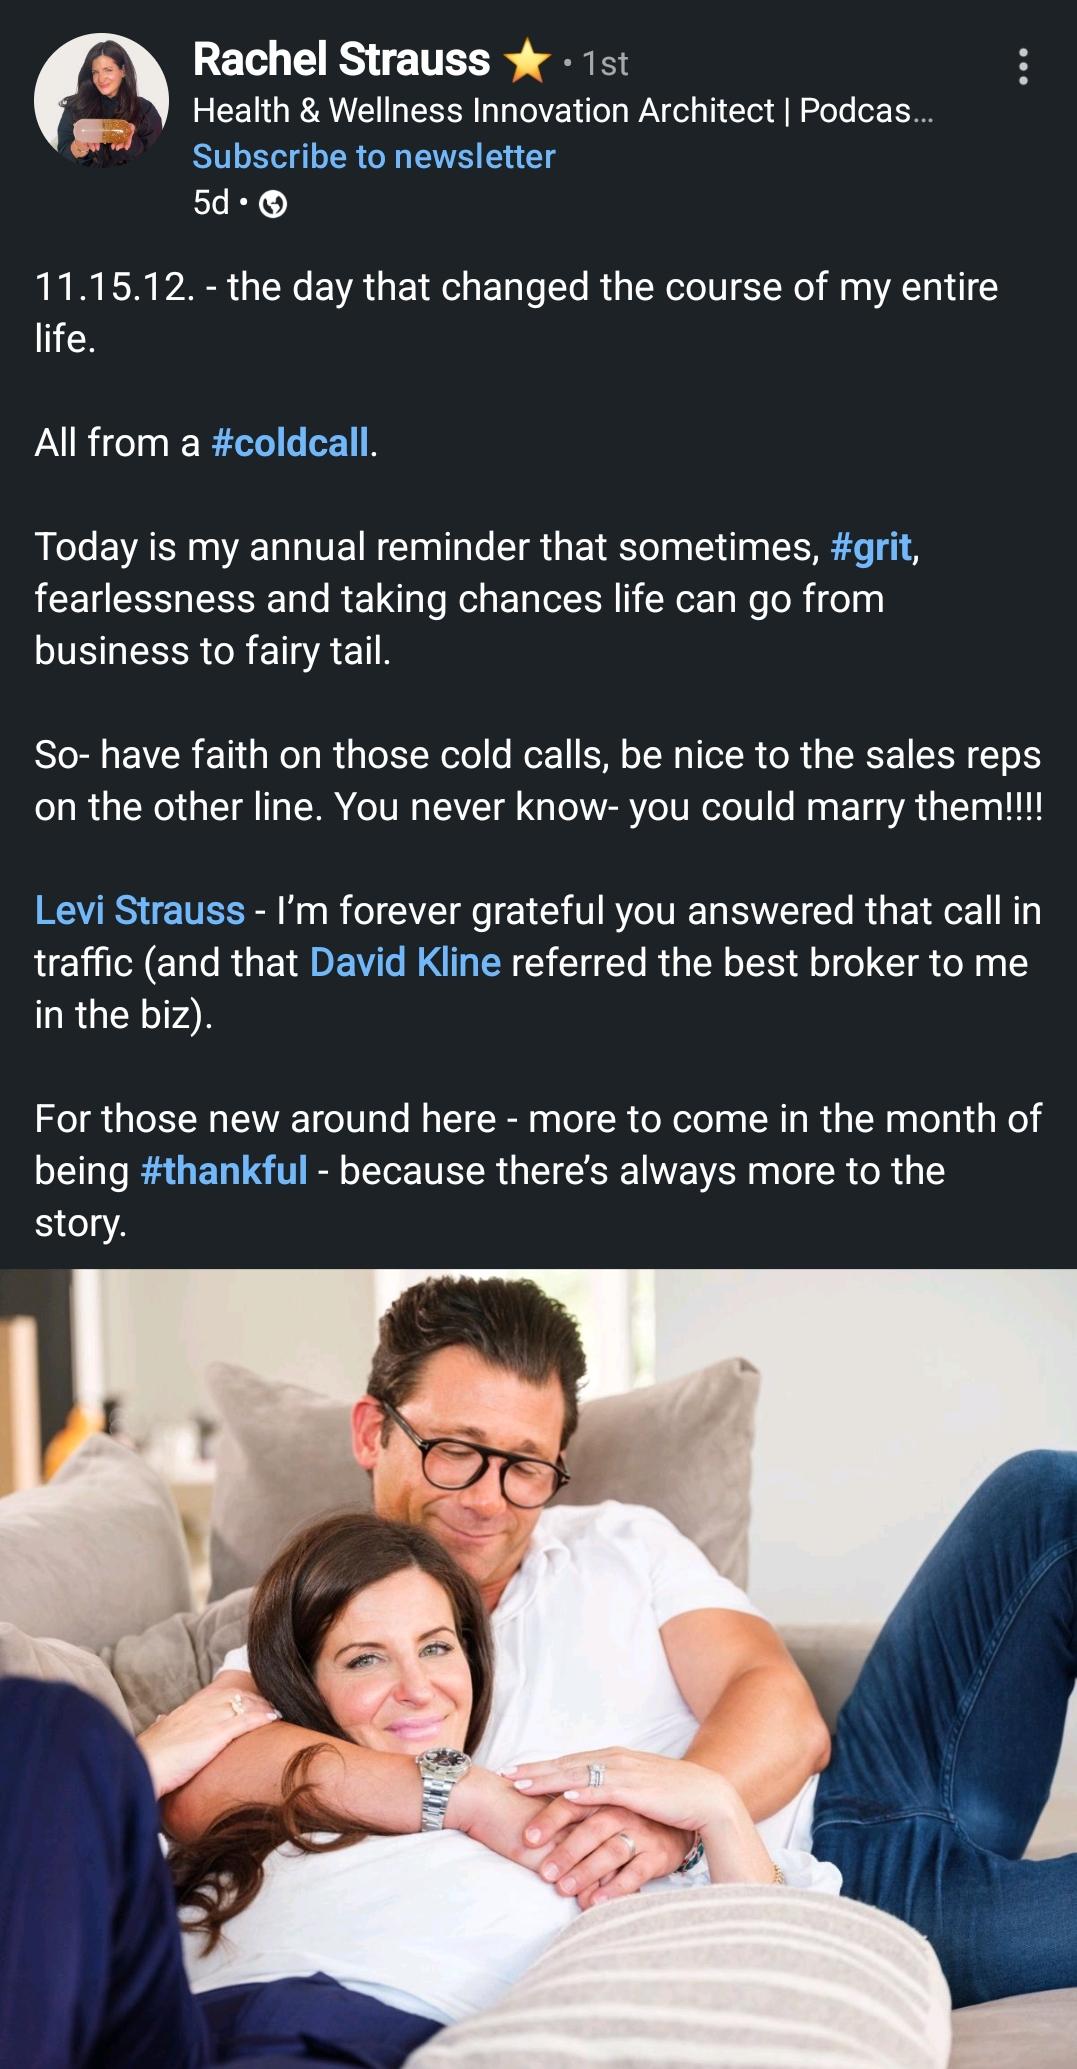 Rachel Strauss ⭐ • 1st
Health & Wellness Innovation Architect | Podcas...
Subscribe to newsletter
5d •
11.15.12. - the day that changed the course of my entire
life.
All from a #coldcall.
Today is my annual reminder that sometimes, #grit,
fearlessness and taking chances life can go from
business to fairy tail.
So- have faith on those cold calls, be nice to the sales reps
on the other line. You never know- you could marry them!!!!
Levi Strauss - I’m forever grateful you answered that call in
traffic (and that David Kline referred the best broker to me
in the biz).
For those new around here - more to come in the month of
being #thankful - because there’s always more to the
story.